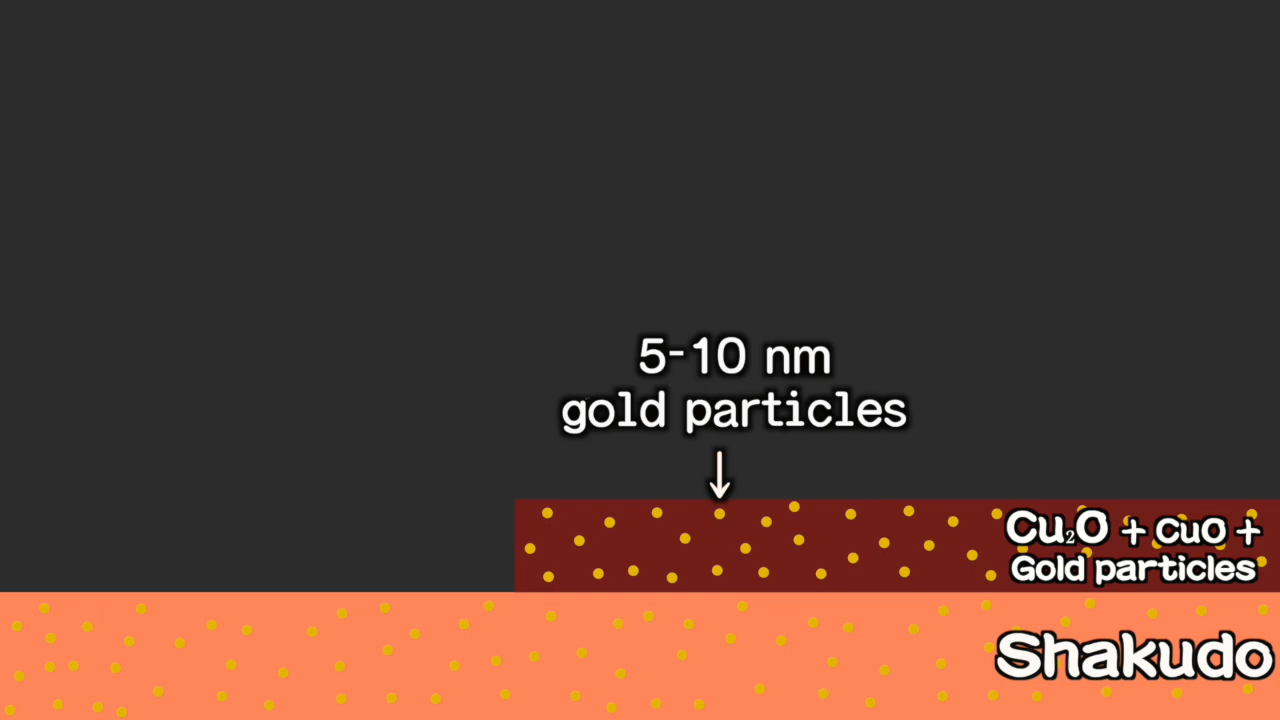 5-10 nm
gold particles
↓
Cu₂O + CuO +
Gold particles
Shakudo